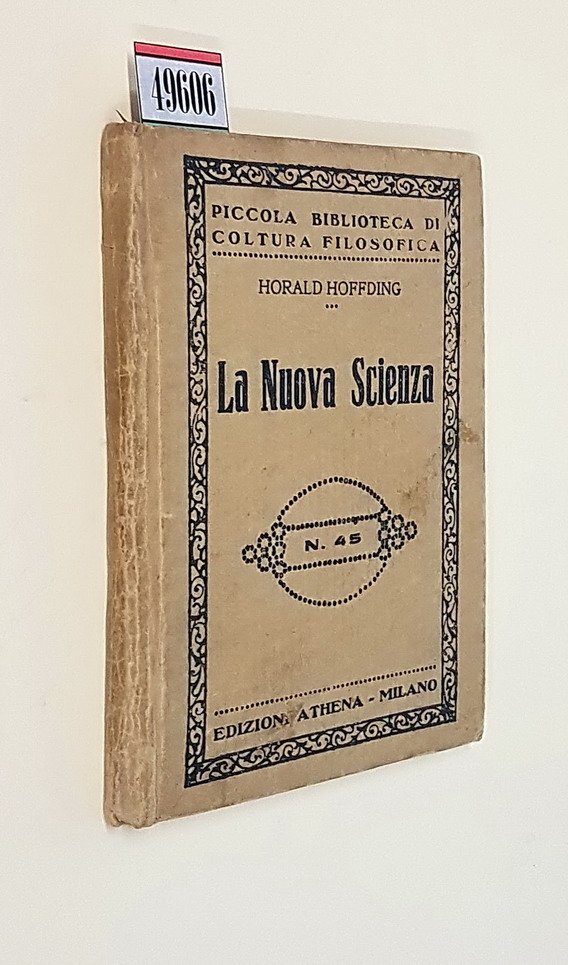 49606
PICCOLA BIBLIOTECA DI
COLTURA FILOSOFICA
HORALD HOFFDING
La Nuova Scienza
N. 45
EDIZIONI ATHENA - MILANO